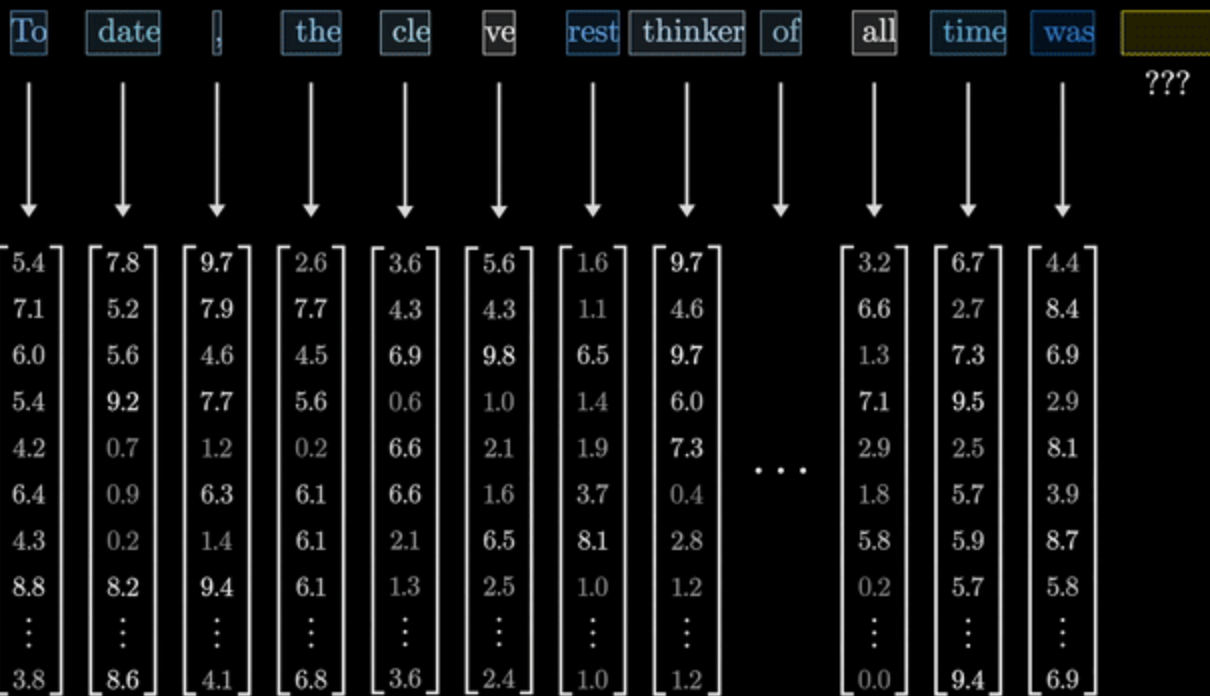 To date , the cle ve rest thinker of all time was
???
5.4 7.8 9.7 2.6 3.6 5.6 1.6 9.7 3.2 6.7 4.4
7.1 5.2 7.9 7.7 4.3 4.3 1.1 4.6 6.6 2.7 8.4
6.0 5.6 4.6 4.5 6.9 9.8 6.5 9.7 1.3 7.3 6.9
5.4 9.2 7.7 5.6 0.6 1.0 1.4 6.0 7.1 9.5 2.9
4.2 0.7 1.2 0.2 6.6 2.1 1.9 7.3 ... 2.9 2.5 8.1
6.4 0.9 6.3 6.1 6.6 1.6 3.7 0.4 1.8 5.7 3.9
4.3 0.2 1.4 6.1 2.1 6.5 8.1 2.8 5.8 5.9 8.7
8.8 8.2 9.4 6.1 1.3 2.5 1.0 1.2 0.2 5.7 5.8
⋮ ⋮ ⋮ ⋮ ⋮ ⋮ ⋮ ⋮ ⋮ ⋮ ⋮
3.8 8.6 4.1 6.8 3.6 2.4 1.0 1.2 0.0 9.4 6.9